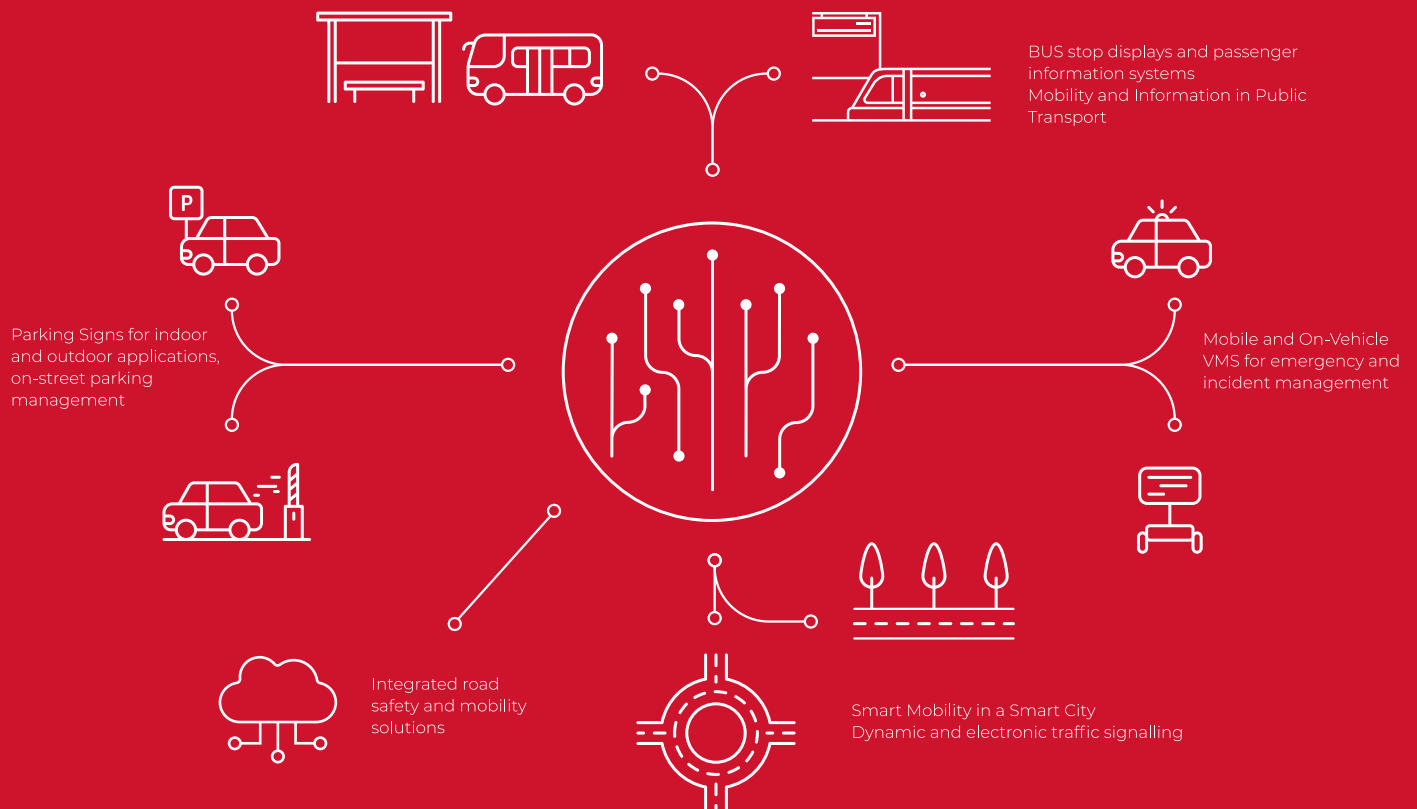 BUS stop displays and passenger
information systems
Mobility and Information in Public
Transport
P
Parking Signs for indoor
and outdoor applications,
on-street parking
management
Mobile and On-Vehicle
VMS for emergency and
incident management
Integrated road
safety and mobility
solutions
Smart Mobility in a Smart City
Dynamic and electronic traffic signalling